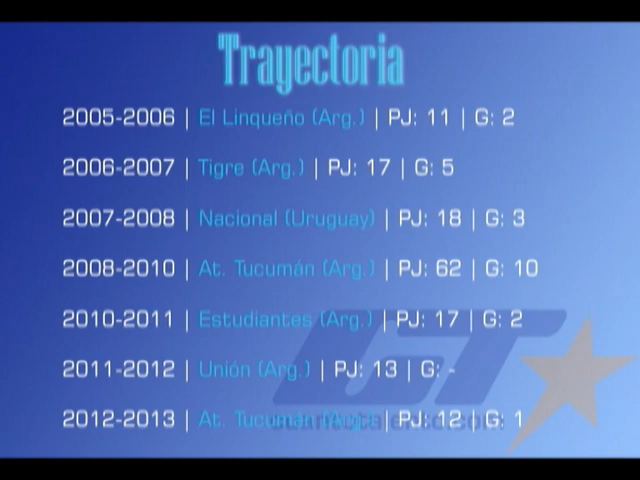 Trayectoria
2005-2006 | El Linqueño (Arg.) | PJ: 11 | G: 2
2006-2007 | Tigre (Arg.) | PJ: 17 | G: 5
2007-2008 | Nacional (Uruguay) | PJ: 18 | G: 3
2008-2010 | At. Tucumán (Arg.) | PJ: 62 | G: 10
2010-2011 | Estudiantes (Arg.) | PJ: 17 | G: 2
2011-2012 | Unión (Arg.) | PJ: 13 | G: -
2012-2013 | At. Tucumán (Arg.) | PJ: 12 | G: 1